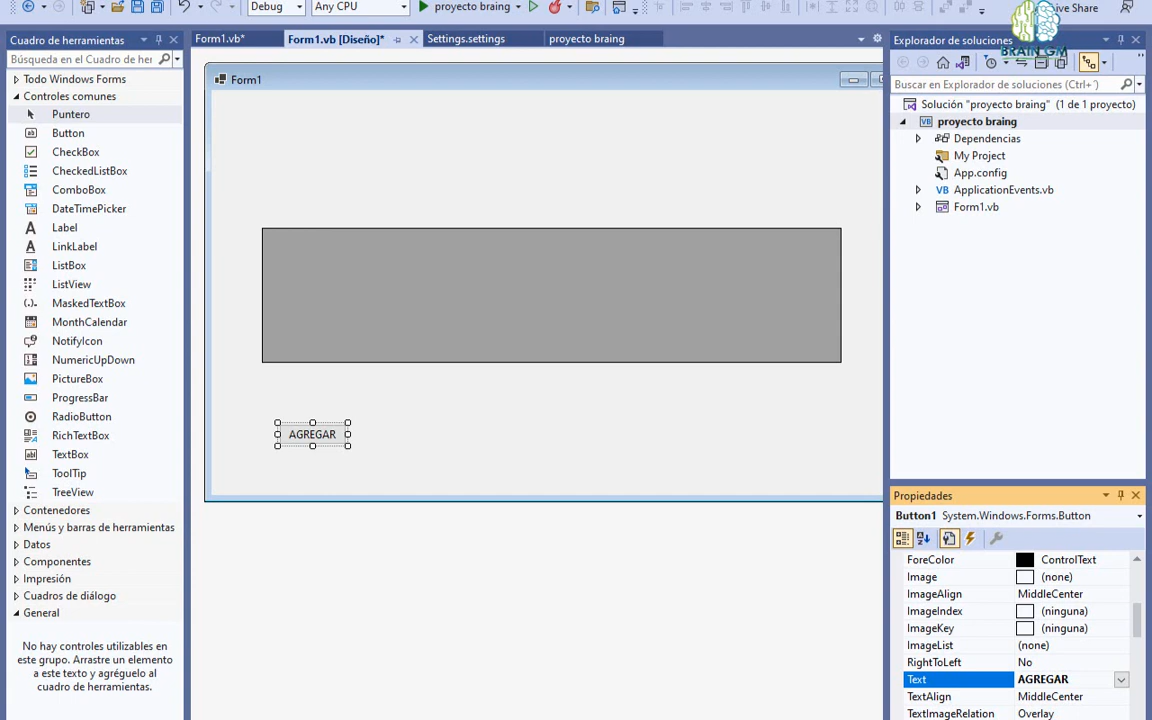 Debug
Any CPU
proyecto braing
Live Share
BRAIN GM
Cuadro de herramientas
Form1.vb*
Form1.vb [Diseño]*
Settings.settings
proyecto braing
Explorador de soluciones
Búsqueda en el Cuadro de her
Todo Windows Forms
Controles comunes
Puntero
Button
CheckBox
CheckedListBox
ComboBox
DateTimePicker
Label
LinkLabel
ListBox
ListView
MaskedTextBox
MonthCalendar
NotifyIcon
NumericUpDown
PictureBox
ProgressBar
RadioButton
RichTextBox
TextBox
ToolTip
TreeView
Contenedores
Menús y barras de herramientas
Datos
Componentes
Impresión
Cuadros de diálogo
General
No hay controles utilizables en
este grupo. Arrastre un elemento
a este texto y agréguelo al
cuadro de herramientas.
Form1
AGREGAR
Buscar en Explorador de soluciones (Ctrl+´)
Solución "proyecto braing" (1 de 1 proyecto)
proyecto braing
Dependencias
My Project
App.config
ApplicationEvents.vb
Form1.vb
Propiedades
Button1 System.Windows.Forms.Button
ForeColor ControlText
Image (none)
ImageAlign MiddleCenter
ImageIndex (ninguna)
ImageKey (ninguna)
ImageList (none)
RightToLeft No
Text AGREGAR
TextAlign MiddleCenter
TextImageRelation Overlay